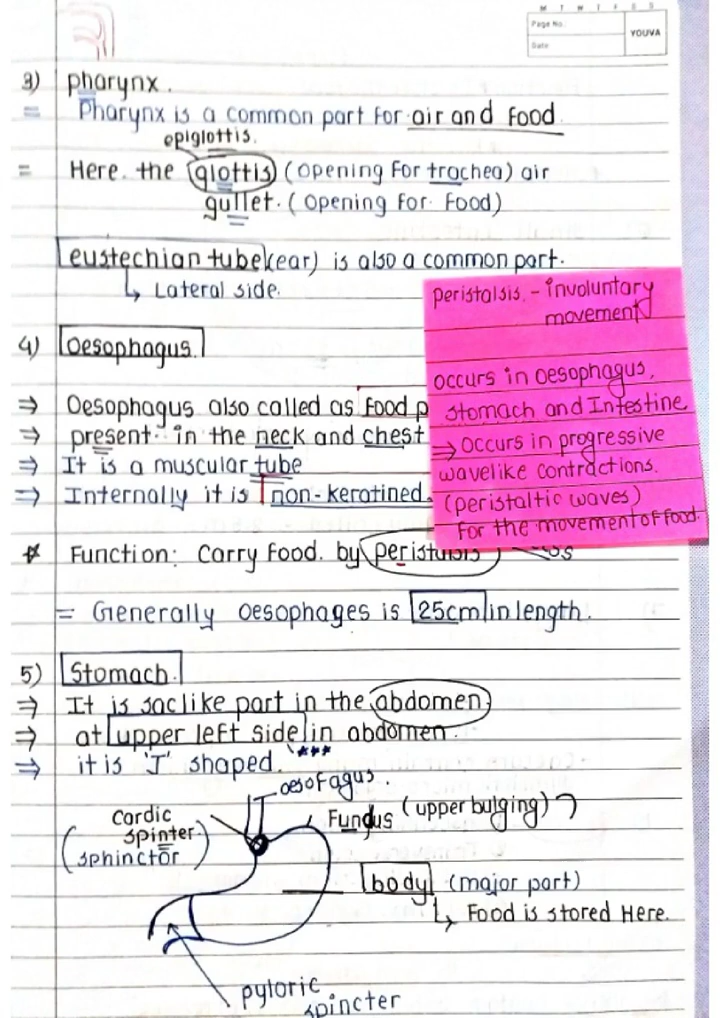 M T W T F S S
Page No.:
Date:
YOUVA
3) pharynx.
= Pharynx is a common part for air and food
epiglottis.
= Here. the glottis (opening for trachea) air
gullet. (opening for food)
eustechian tube (ear) is also a common part.
↳ Lateral side.
4) Oesophagus.
⇒ Oesophagus also called as food p
⇒ present in the neck and chest
⇒ It is a muscular tube
⇒ Internally it is non-keratined.
peristalsis. - involuntary
movement
occurs in oesophagus,
stomach and Intestine
⇒ Occurs in progressive
wavelike contractions.
(peristaltic waves)
for the movement of food.
* Function: Carry food. by
= Generally oesophages is 25cm in length.
5) Stomach.
⇒ It is saclike part in the abdomen
⇒ at upper left side in abdomen.
⇒ it is 'J' shaped. ***
oesofagus.
Cardic
spinter
(sphinctor)
Fundus (upper bulging)
body (major part)
↳ Food is stored Here.
pyloric
spincter